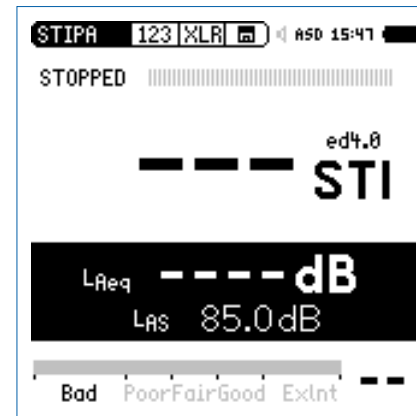 STIPA 123 XLR ASD 15:47
STOPPED
ed4.0
--- STI
LAeq ----dB
LAS 85.0dB
--
Bad Poor Fair Good Exlnt